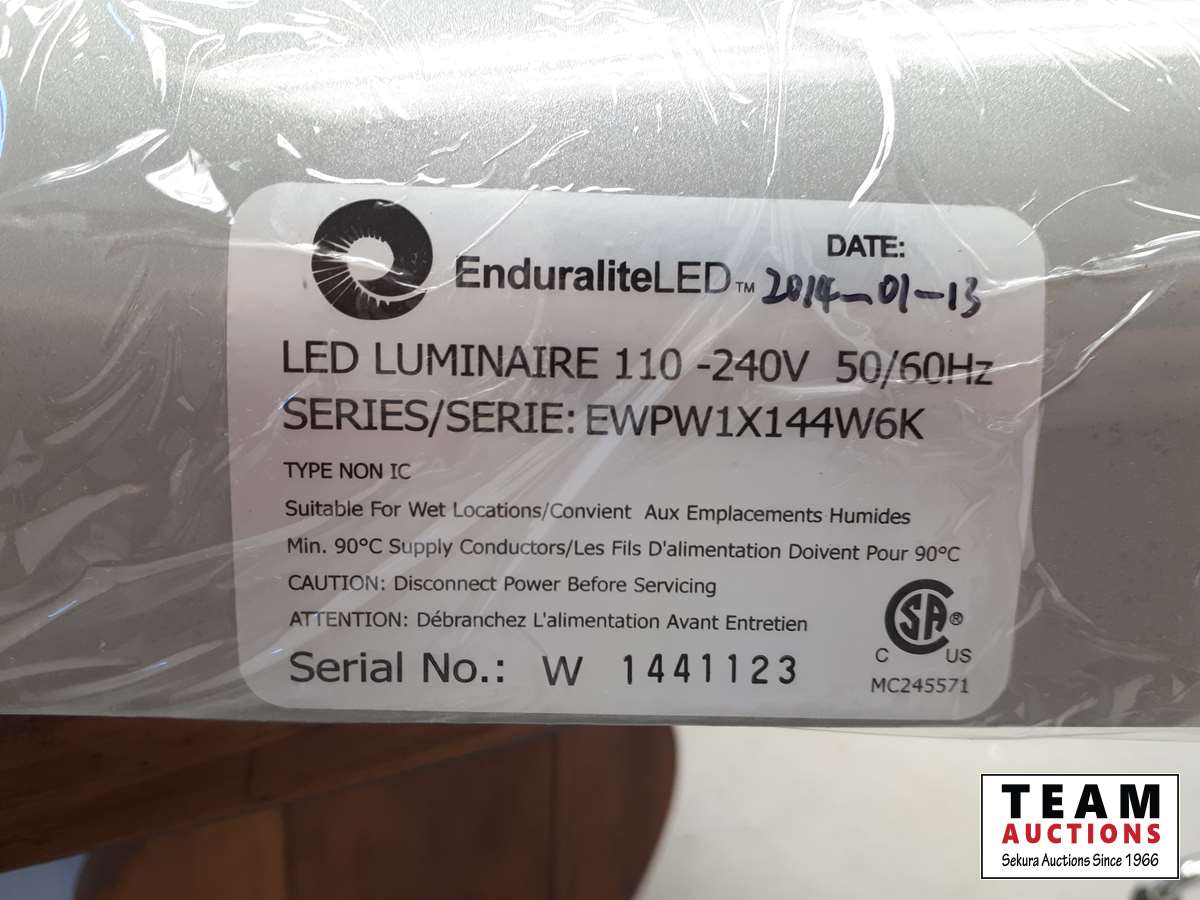 DATE:
EnduraliteLED™ 2014-01-13
LED LUMINAIRE 110 -240V 50/60Hz
SERIES/SERIE: EWPW1X144W6K
TYPE NON IC
Suitable For Wet Locations/Convient Aux Emplacements Humides
Min. 90°C Supply Conductors/Les Fils D'alimentation Doivent Pour 90°C
CAUTION: Disconnect Power Before Servicing
ATTENTION: Débranchez L'alimentation Avant Entretien
Serial No.: W 1441123
CSA®
C US
MC245571
TEAM
AUCTIONS
Sekura Auctions Since 1966